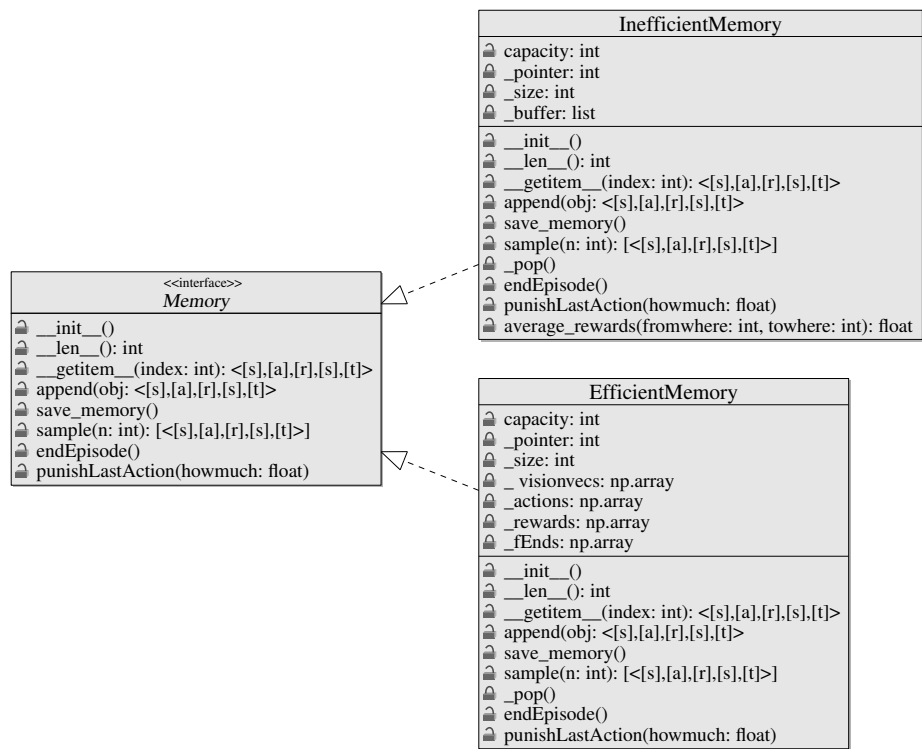 InefficientMemory
capacity: int
_pointer: int
_size: int
_buffer: list
__init__()
__len__(): int
__getitem__(index: int): <[s],[a],[r],[s],[t]>
append(obj: <[s],[a],[r],[s],[t]>
save_memory()
sample(n: int): [<[s],[a],[r],[s],[t]>]
_pop()
endEpisode()
punishLastAction(howmuch: float)
average_rewards(fromwhere: int, towhere: int): float
<<interface>>
Memory
__init__()
__len__(): int
__getitem__(index: int): <[s],[a],[r],[s],[t]>
append(obj: <[s],[a],[r],[s],[t]>
save_memory()
sample(n: int): [<[s],[a],[r],[s],[t]>]
endEpisode()
punishLastAction(howmuch: float)
EfficientMemory
capacity: int
_pointer: int
_size: int
_ visionvecs: np.array
_actions: np.array
_rewards: np.array
_fEnds: np.array
__init__()
__len__(): int
__getitem__(index: int): <[s],[a],[r],[s],[t]>
append(obj: <[s],[a],[r],[s],[t]>
save_memory()
sample(n: int): [<[s],[a],[r],[s],[t]>]
_pop()
endEpisode()
punishLastAction(howmuch: float)